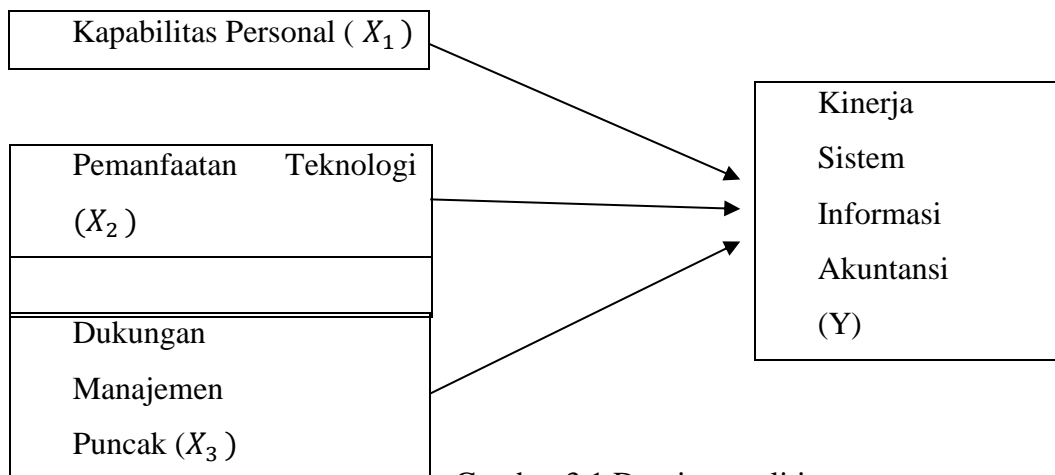 Kapabilitas Personal ( X₁ )
Pemanfaatan Teknologi
(X₂ )
Dukungan
Manajemen
Puncak (X₃ )
Kinerja
Sistem
Informasi
Akuntansi
(Y)